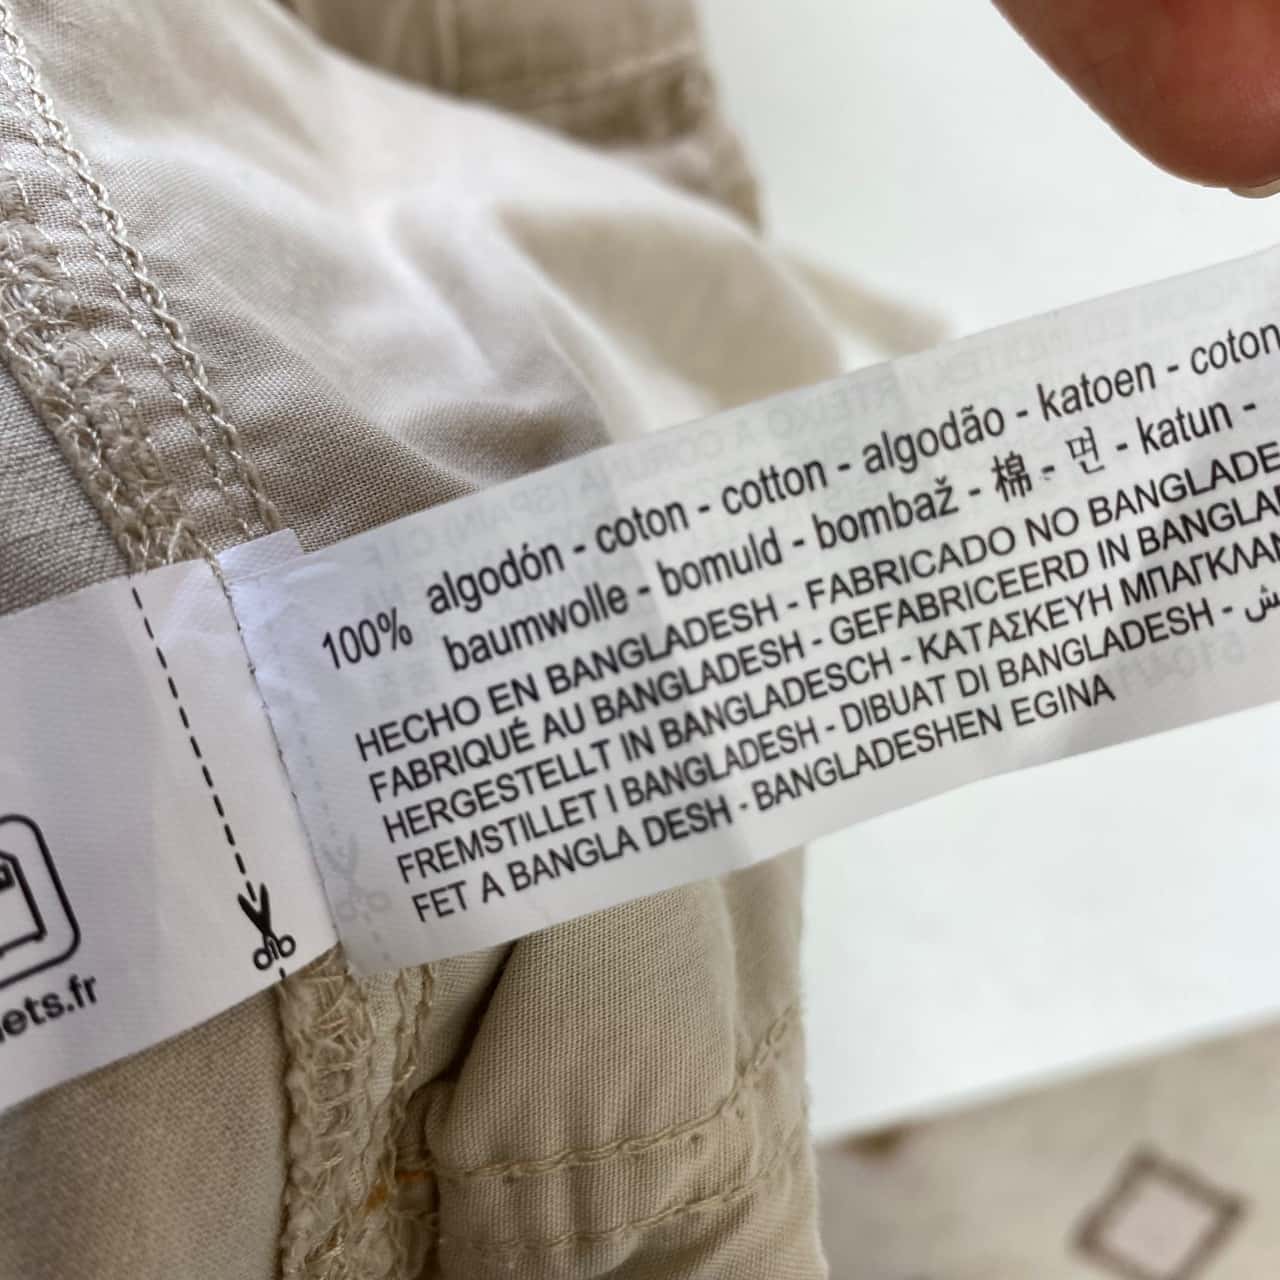 100% algodón - coton - cotton - algodão - katoen - coton
baumwolle - bomuld - bombaž - 棉 - 면 - katun -
HECHO EN BANGLADESH - FABRICADO NO BANGLADE
FABRIQUÉ AU BANGLADESH - GEFABRICEERD IN BANGLAD
HERGESTELLT IN BANGLADESCH - ΚΑΤΑΣΚΕΥΗ ΜΠΑΓΚΛΑΝ
FREMSTILLET I BANGLADESH - DIBUAT DI BANGLADESH -
FET A BANGLA DESH - BANGLADESHEN EGINA
ets.fr